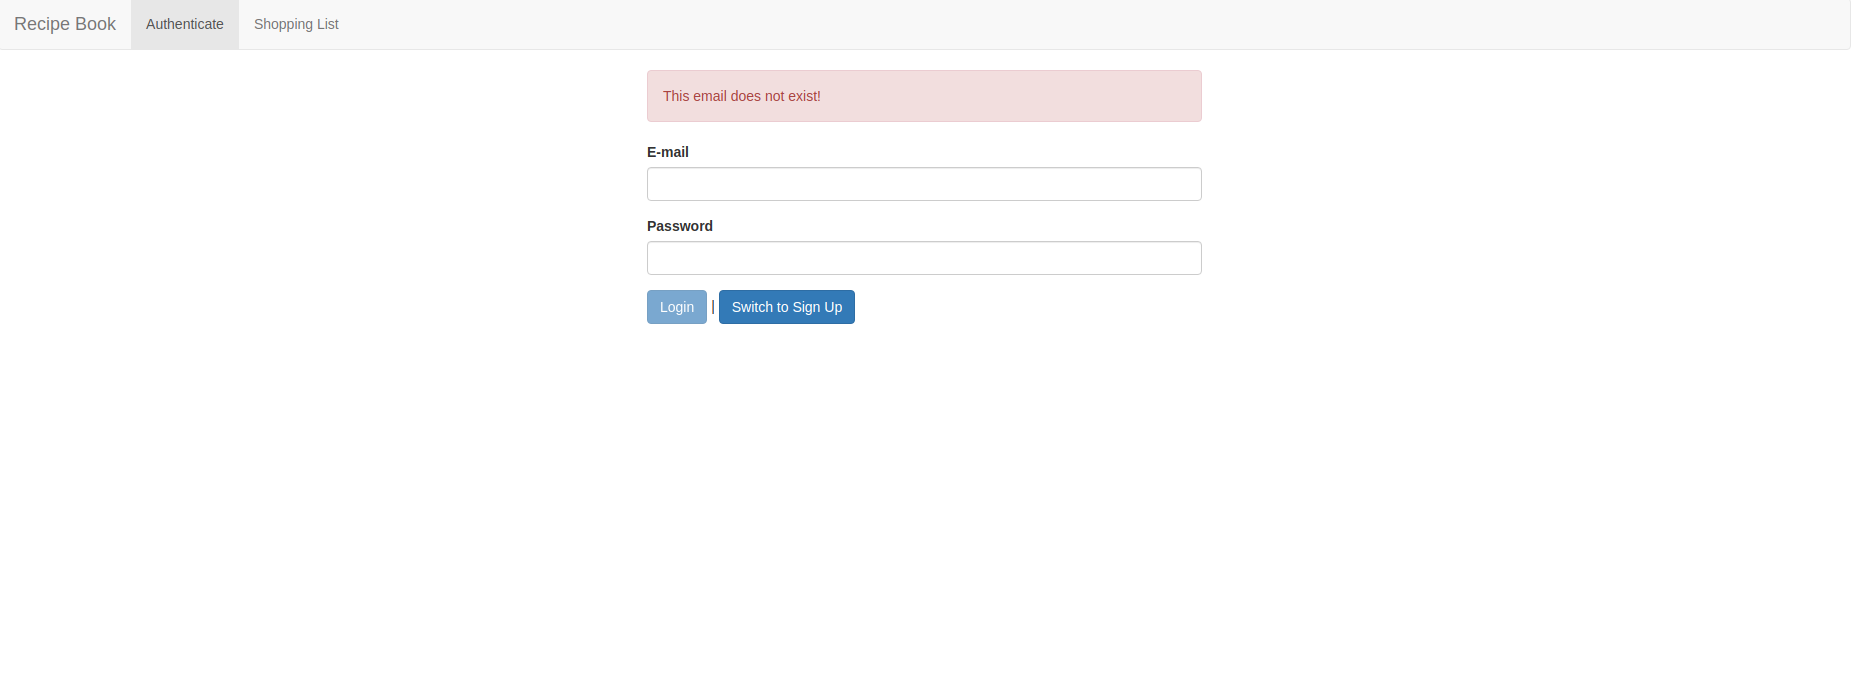 Recipe Book Authenticate Shopping List
This email does not exist!
E-mail
Password
Login | Switch to Sign Up